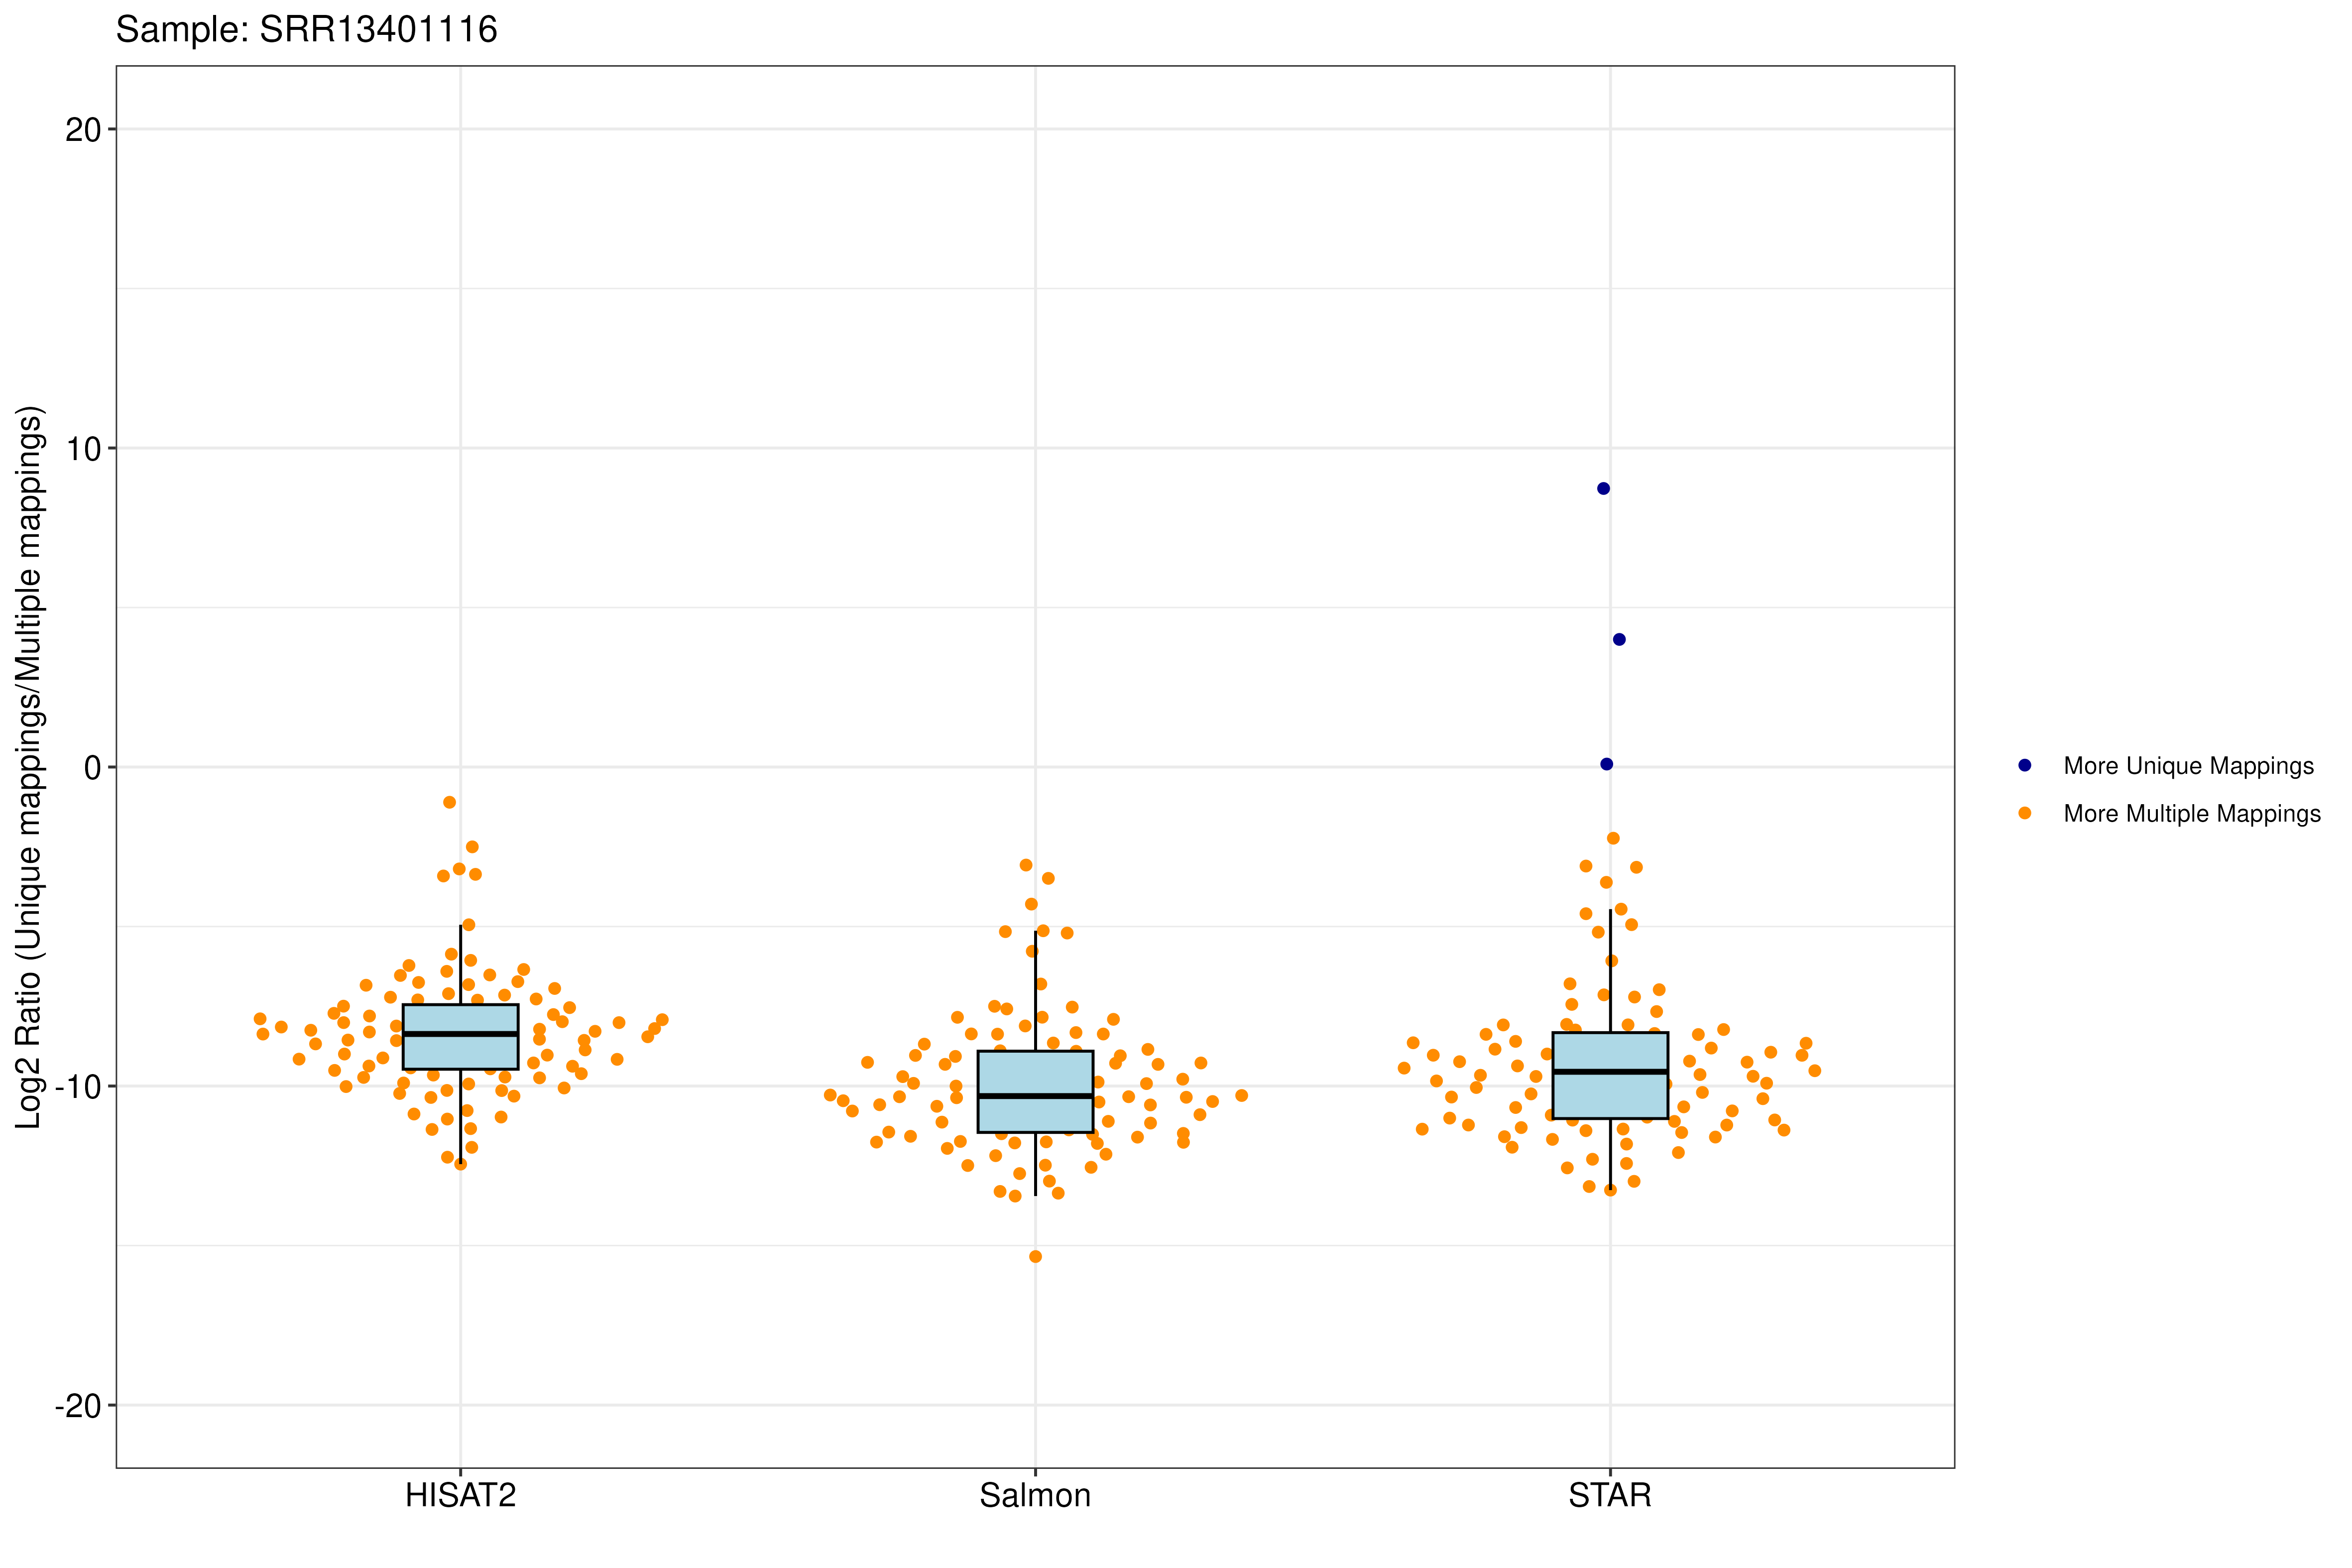 Sample: SRR13401116
Log2 Ratio (Unique mappings/Multiple mappings)
20
10
0
-10
-20
HISAT2
Salmon
STAR
More Unique Mappings
More Multiple Mappings